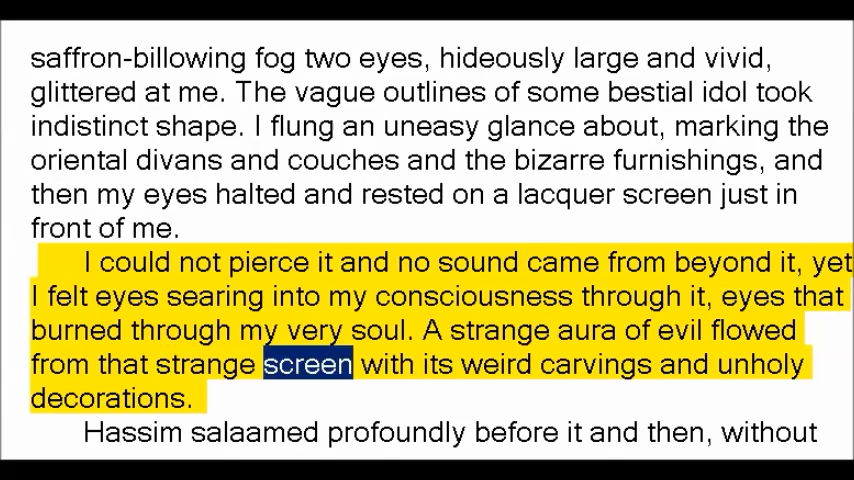 saffron-billowing fog two eyes, hideously large and vivid,
glittered at me. The vague outlines of some bestial idol took
indistinct shape. I flung an uneasy glance about, marking the
oriental divans and couches and the bizarre furnishings, and
then my eyes halted and rested on a lacquer screen just in
front of me.
I could not pierce it and no sound came from beyond it, yet
I felt eyes searing into my consciousness through it, eyes that
burned through my very soul. A strange aura of evil flowed
from that strange screen with its weird carvings and unholy
decorations.
Hassim salaamed profoundly before it and then, without